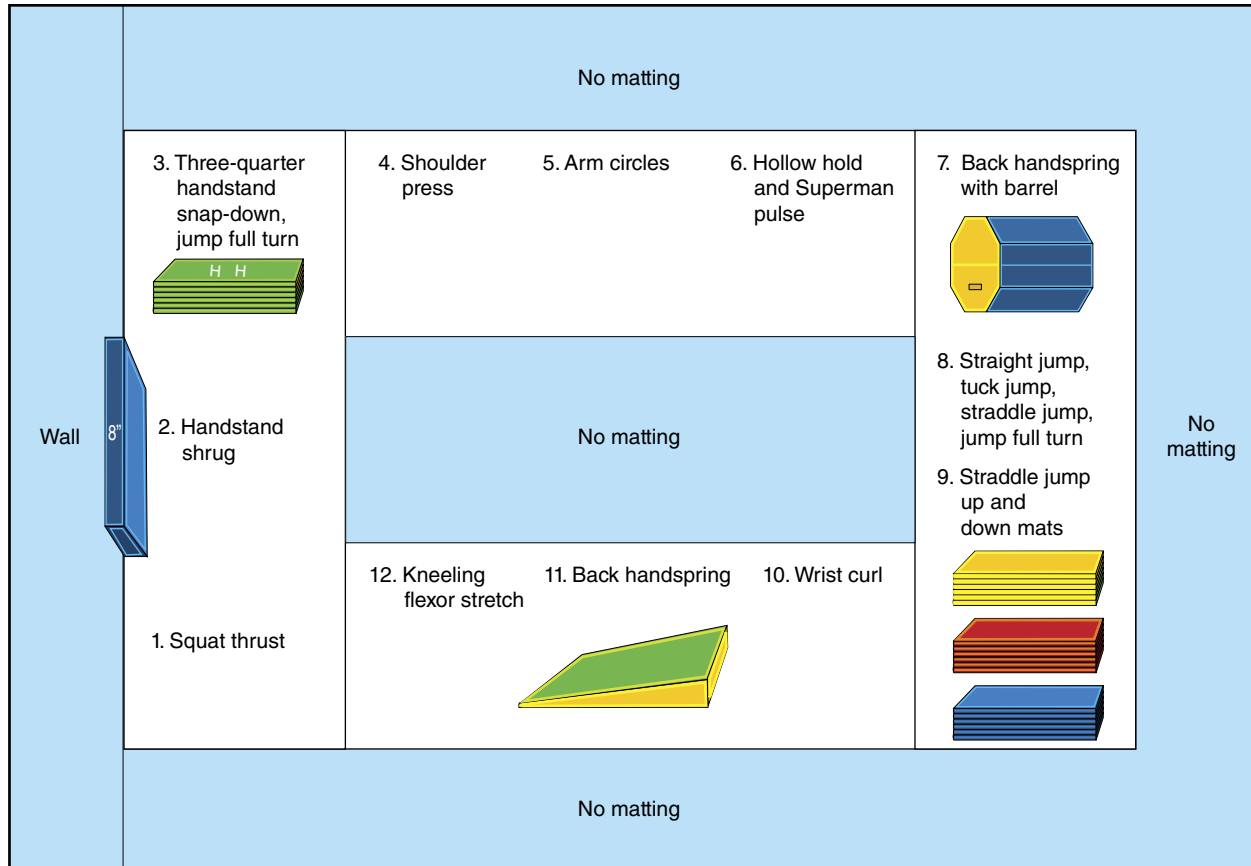 No matting
3. Three-quarter
handstand
snap-down,
jump full turn
H H
4. Shoulder
press
5. Arm circles
6. Hollow hold
and Superman
pulse
7. Back handspring
with barrel
Wall
8"
2. Handstand
shrug
No matting
8. Straight jump,
tuck jump,
straddle jump,
jump full turn
No
matting
9. Straddle jump
up and
down mats
1. Squat thrust
12. Kneeling
flexor stretch
11. Back handspring
10. Wrist curl
No matting